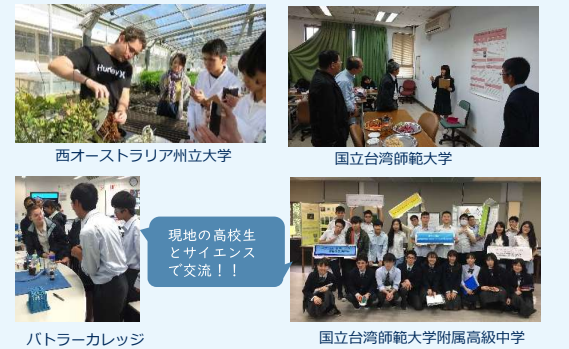 Hurley
西オーストラリア州立大学
国立台湾師範大学
現地の高校生
とサイエンス
で交流！！
バトラーカレッジ
国立台湾師範大学附属高級中学